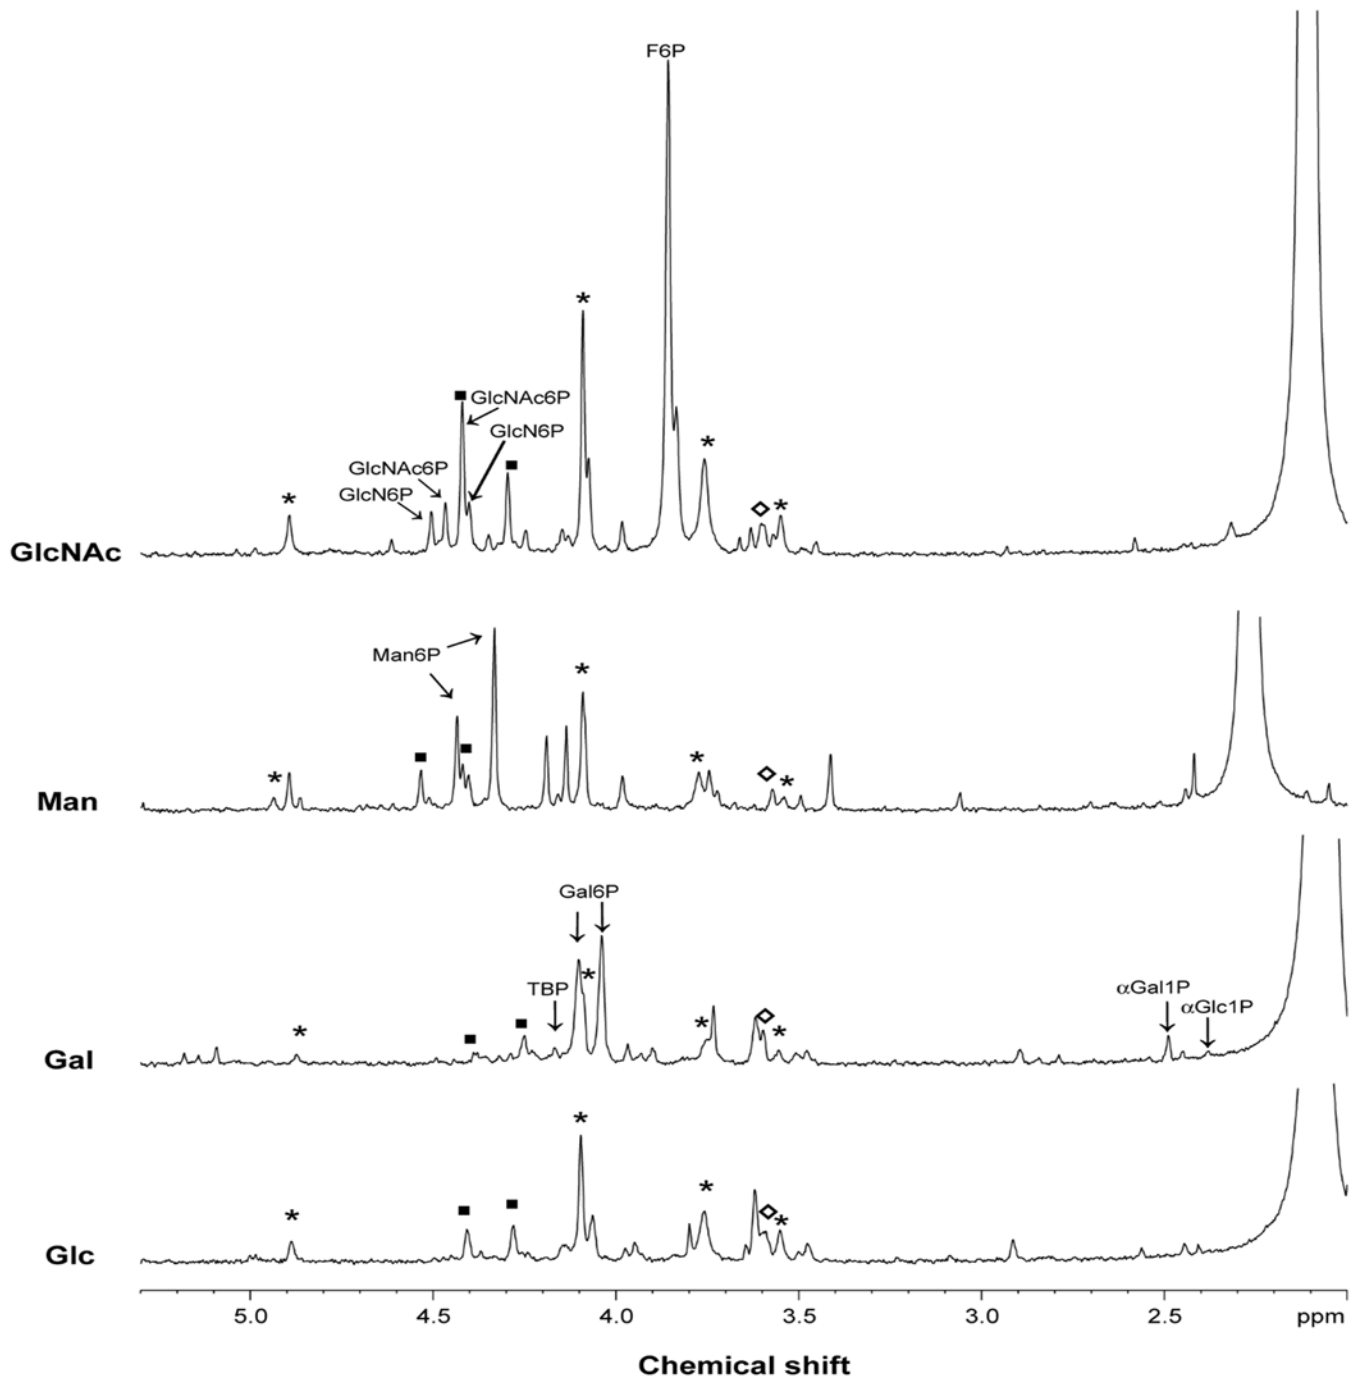 F6P
*
■ GlcNAc6P
GlcN6P
GlcNAc6P ■ * 
* GlcN6P ◇ *
GlcNAc
Man6P *
■ ■ *
* ◇ *
Man
Gal6P
TBP * αGal1P
* ■ ■ * ◇ * αGlc1P
Gal
*
* ■ ■ * ◇ *
Glc
5.0 4.5 4.0 3.5 3.0 2.5 ppm
Chemical shift